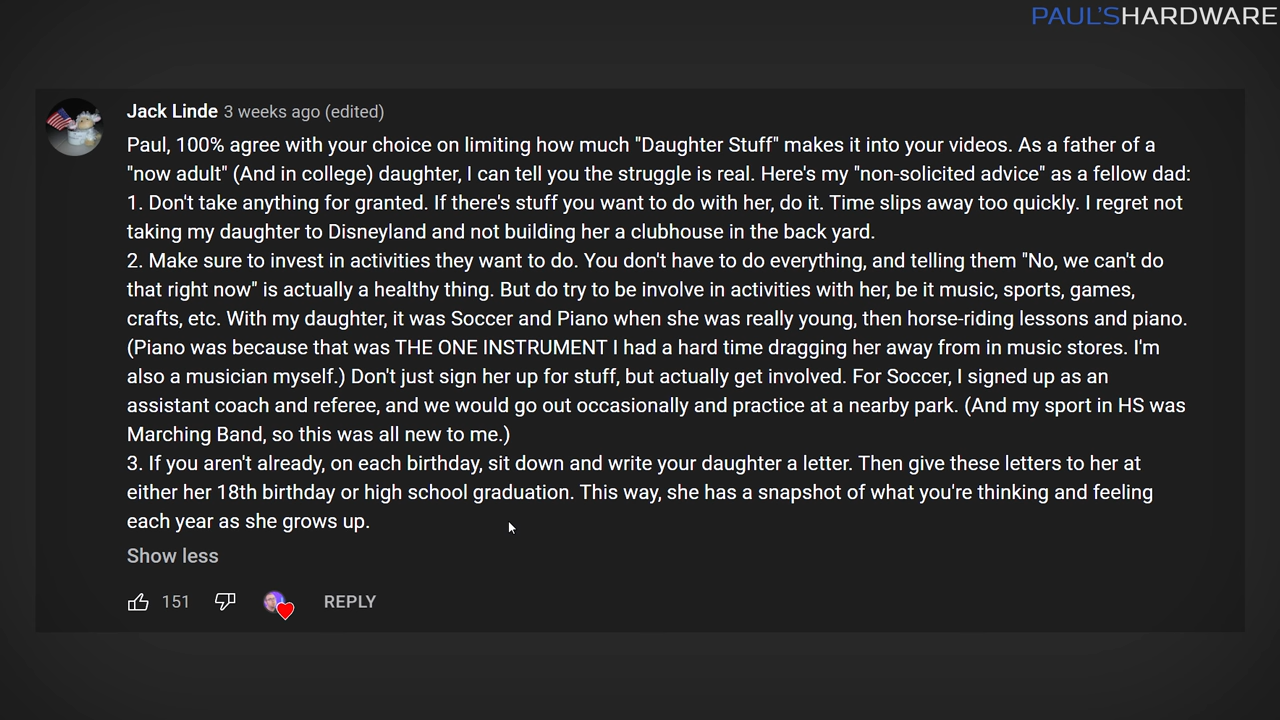 PAUL'SHARDWARE
Jack Linde 3 weeks ago (edited)
Paul, 100% agree with your choice on limiting how much "Daughter Stuff" makes it into your videos. As a father of a
"now adult" (And in college) daughter, I can tell you the struggle is real. Here's my "non-solicited advice" as a fellow dad:
1. Don't take anything for granted. If there's stuff you want to do with her, do it. Time slips away too quickly. I regret not
taking my daughter to Disneyland and not building her a clubhouse in the back yard.
2. Make sure to invest in activities they want to do. You don't have to do everything, and telling them "No, we can't do
that right now" is actually a healthy thing. But do try to be involve in activities with her, be it music, sports, games,
crafts, etc. With my daughter, it was Soccer and Piano when she was really young, then horse-riding lessons and piano.
(Piano was because that was THE ONE INSTRUMENT I had a hard time dragging her away from in music stores. I'm
also a musician myself.) Don't just sign her up for stuff, but actually get involved. For Soccer, I signed up as an
assistant coach and referee, and we would go out occasionally and practice at a nearby park. (And my sport in HS was
Marching Band, so this was all new to me.)
3. If you aren't already, on each birthday, sit down and write your daughter a letter. Then give these letters to her at
either her 18th birthday or high school graduation. This way, she has a snapshot of what you're thinking and feeling
each year as she grows up.
Show less
151 REPLY